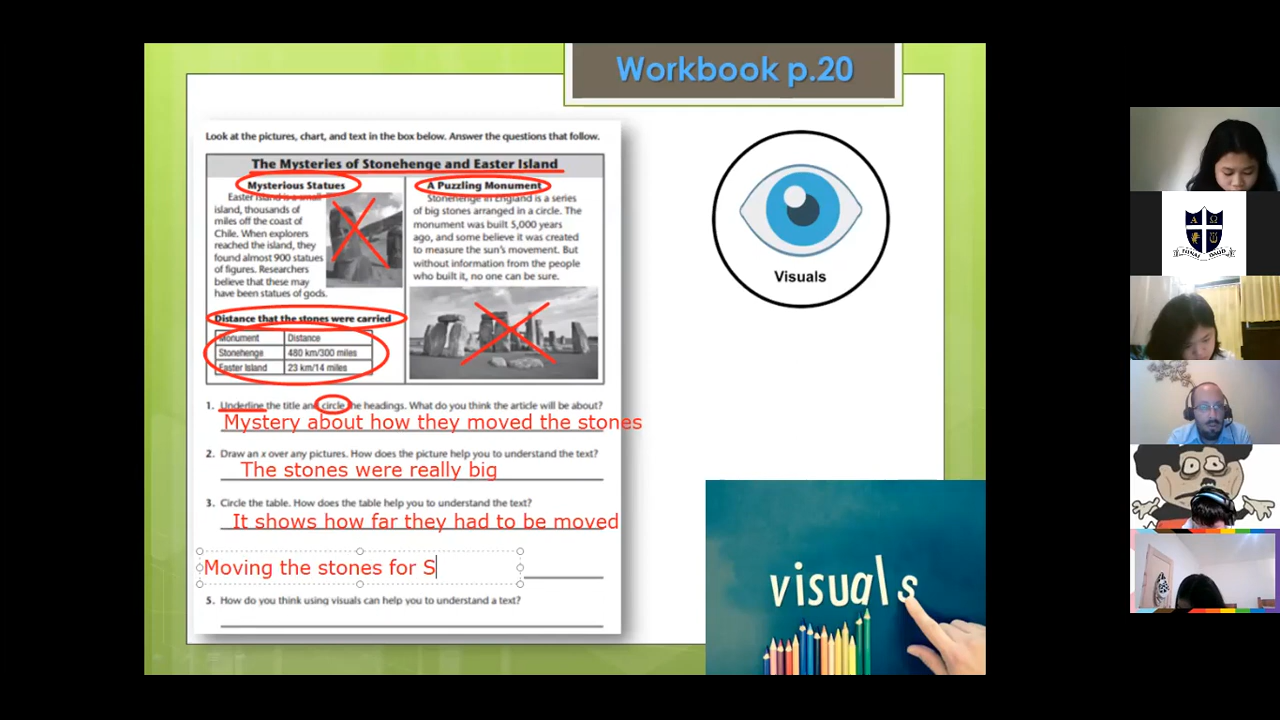 Workbook p.20
Look at the pictures, chart, and text in the box below. Answer the questions that follow.
The Mysteries of Stonehenge and Easter Island
Mysterious Statues
Easter Island is a small
island, thousands of
miles off the coast of
Chile. When explorers
reached the island, they
found almost 900 statues
of figures. Researchers
believe that these may
have been statues of gods.
Distance that the stones were carried
Monument Distance
Stonehenge 480 km/300 miles
Easter Island 23 km/14 miles
A Puzzling Monument
Stonehenge in England is a series
of big stones arranged in a circle. The
monument was built 5,000 years
ago, and some believe it was created
to measure the sun's movement. But
without information from the people
who built it, no one can be sure.
1. Underline the title and circle the headings. What do you think the article will be about?
Mystery about how they moved the stones
2. Draw an x over any pictures. How does the picture help you to understand the text?
The stones were really big
3. Circle the table. How does the table help you to understand the text?
It shows how far they had to be moved
Moving the stones for S
5. How do you think using visuals can help you to understand a text?
Visuals
visuals
Α Ω